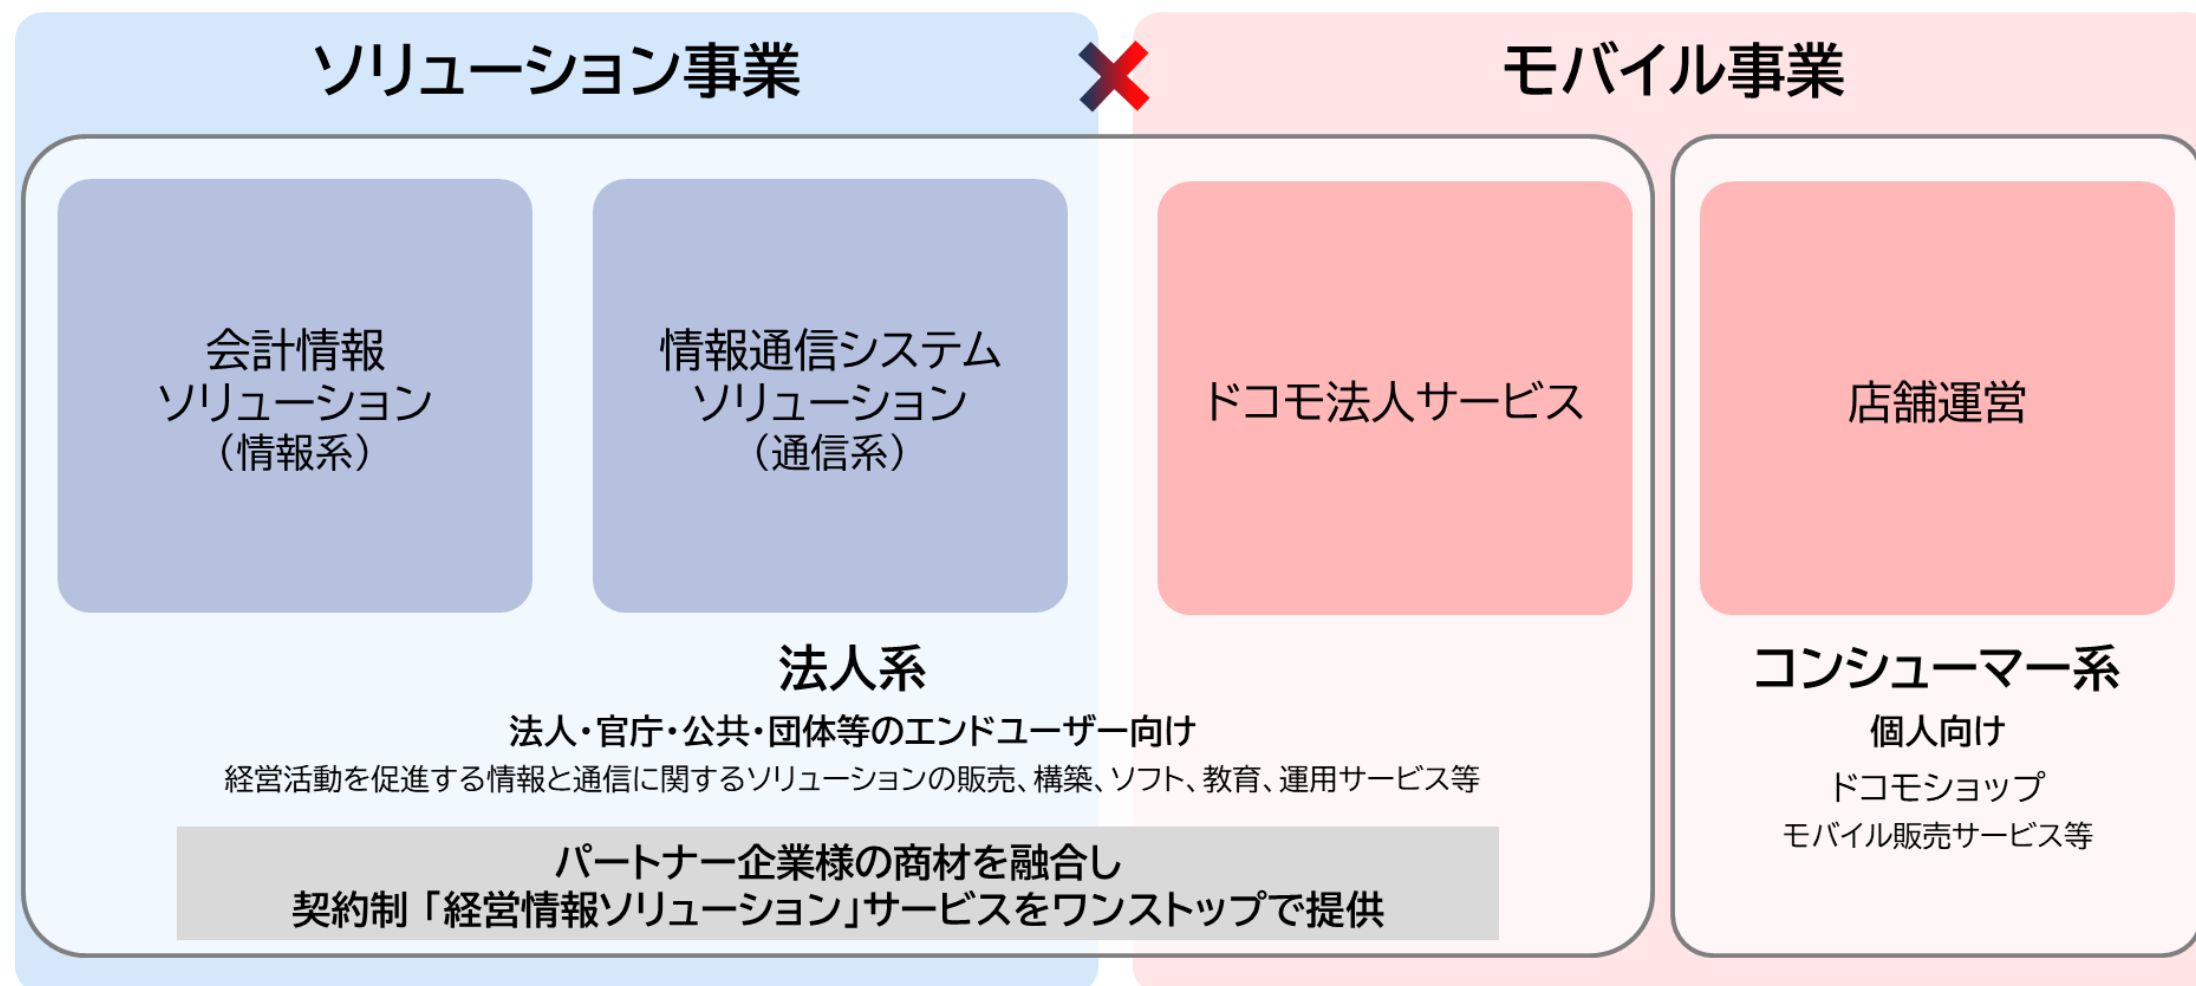 ソリューション事業
モバイル事業
会計情報
ソリューション
（情報系）
情報通信システム
ソリューション
（通信系）
ドコモ法人サービス
店舗運営
法人系
法人・官庁・公共・団体等のエンドユーザー向け
経営活動を促進する情報と通信に関するソリューションの販売、構築、ソフト、教育、運用サービス等
パートナー企業様の商材を融合し
契約制「経営情報ソリューション」サービスをワンストップで提供
コンシューマー系
個人向け
ドコモショップ
モバイル販売サービス等